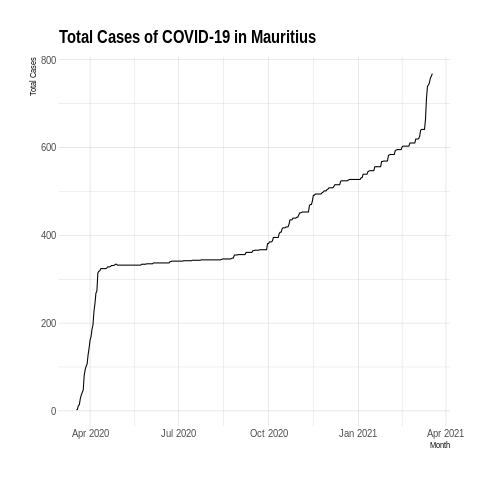 Total Cases of COVID-19 in Mauritius
Total Cases
800
600
400
200
0
Apr 2020
Jul 2020
Oct 2020
Jan 2021
Apr 2021
Month